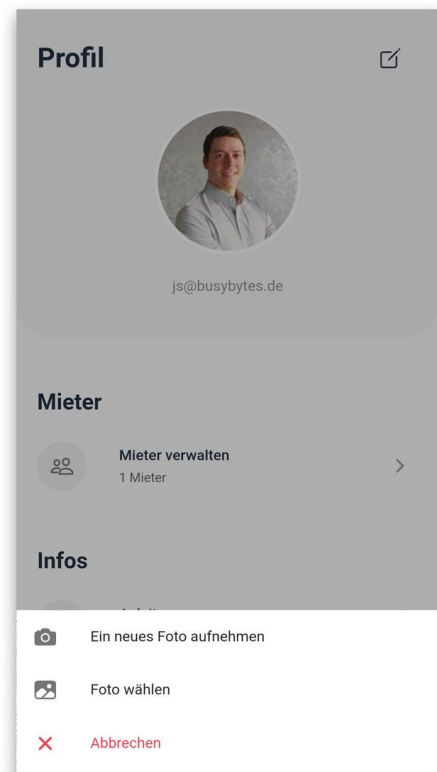 Profil
js@busybytes.de
Mieter
Mieter verwalten
1 Mieter
Infos
Ein neues Foto aufnehmen
Foto wählen
Abbrechen